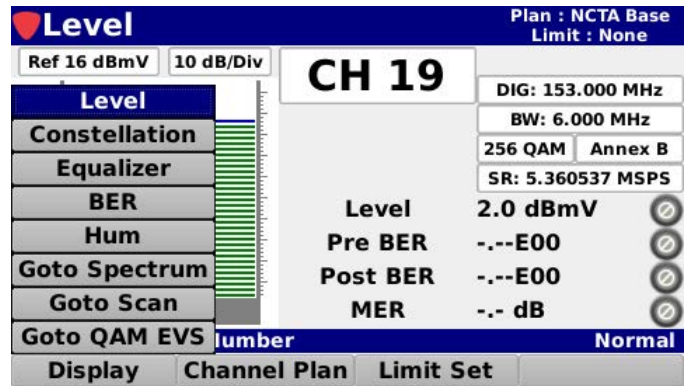 Level
Plan : NCTA Base
Limit : None
Ref 16 dBmV
10 dB/Div
CH 19
DIG: 153.000 MHz
BW: 6.000 MHz
256 QAM
Annex B
SR: 5.360537 MSPS
Level
Constellation
Equalizer
BER
Hum
Goto Spectrum
Goto Scan
Goto QAM EVS
Level 2.0 dBmV
Pre BER -.--E00
Post BER -.--E00
MER -.- dB
umber
Normal
Display
Channel Plan
Limit Set